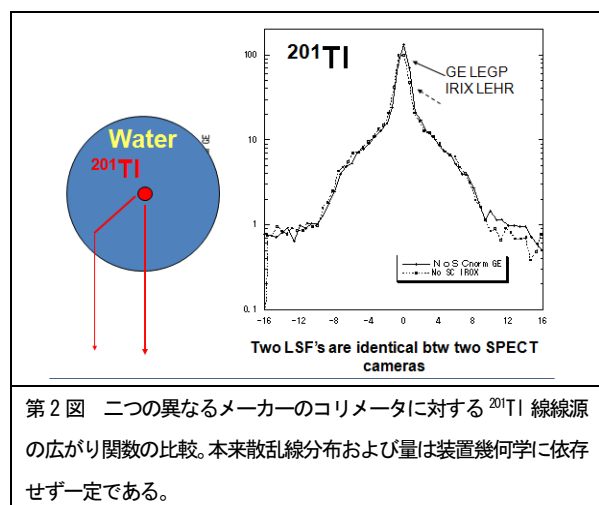 Water
201Tl
GE
201Tl
GE LEGP
IRIX LEHR
100
10
1
0.1
No SC norm GE
No SC IROX
-16 -12 -8 -4 0 4 8 12 16
Two LSF's are identical btw two SPECT
cameras
第2図 二つの異なるメーカーのコリメータに対する 201Tl 線線源
の広がり関数の比較。本来散乱線分布および量は装置幾何学に依存
せず一定である。